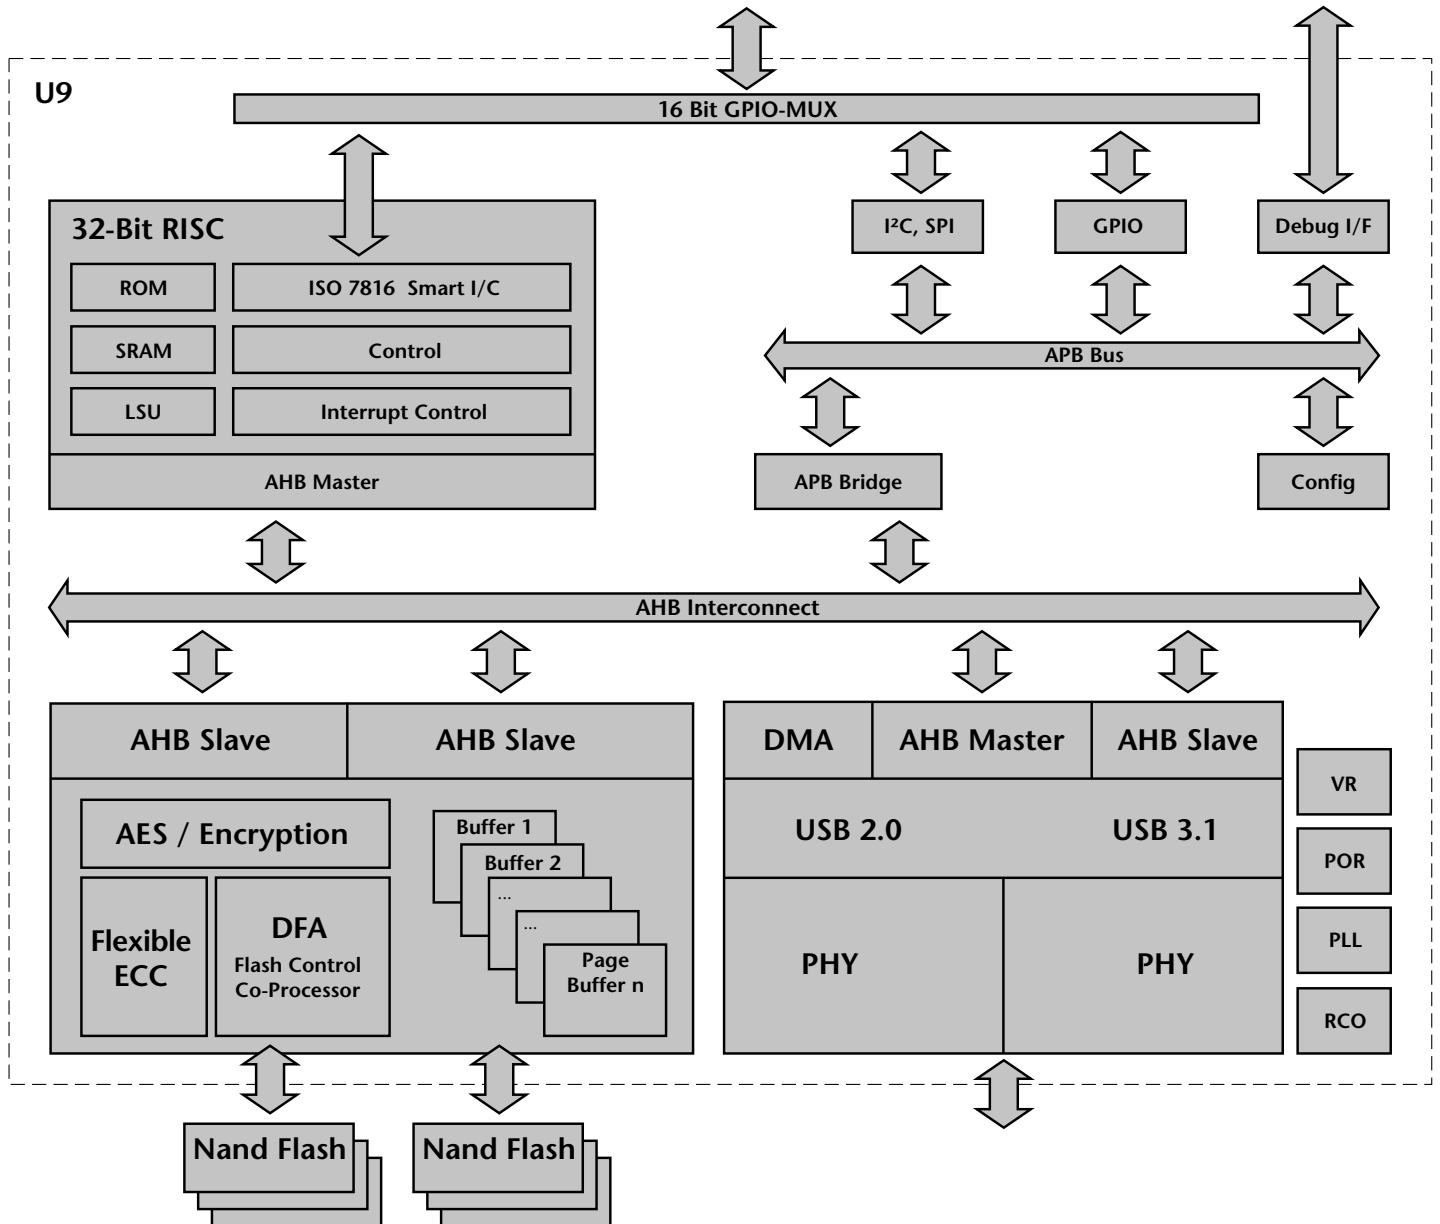 U9
16 Bit GPIO-MUX
32-Bit RISC
ROM
ISO 7816  Smart I/C
SRAM
Control
LSU
Interrupt Control
AHB Master
I²C, SPI
GPIO
Debug I/F
APB Bus
APB Bridge
Config
AHB Interconnect
AHB Slave
AHB Slave
AES / Encryption
Flexible
ECC
DFA
Flash Control
Co-Processor
Buffer 1
Buffer 2
...
...
Page
Buffer n
DMA
AHB Master
AHB Slave
USB 2.0
USB 3.1
PHY
PHY
VR
POR
PLL
RCO
Nand Flash
Nand Flash